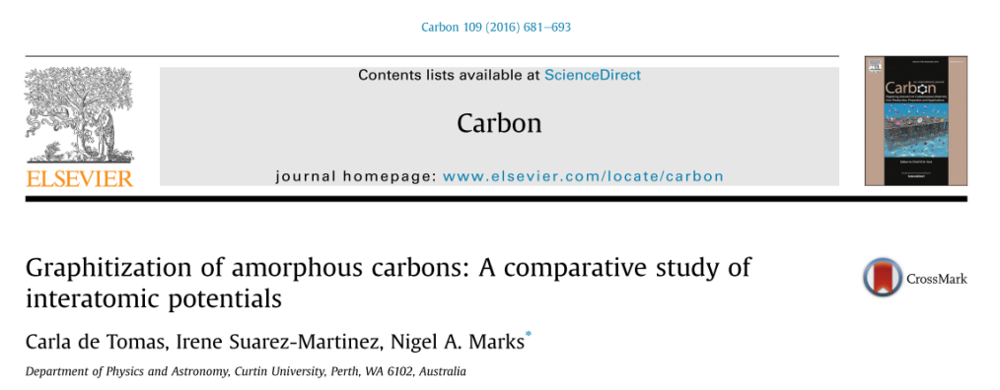 Carbon 109 (2016) 681–693
Contents lists available at ScienceDirect
Carbon
journal homepage: www.elsevier.com/locate/carbon
ELSEVIER
Carbon
Graphitization of amorphous carbons: A comparative study of
interatomic potentials
CrossMark
Carla de Tomas, Irene Suarez-Martinez, Nigel A. Marks*
Department of Physics and Astronomy, Curtin University, Perth, WA 6102, Australia